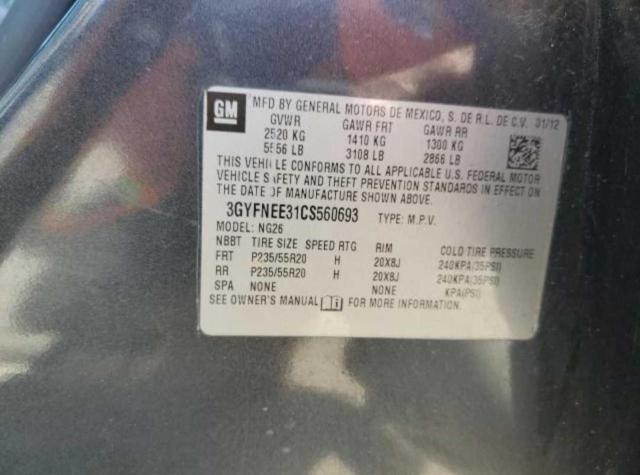 GM
MFD BY GENERAL MOTORS DE MEXICO, S. DE R.L. DE C.V. 01/12
GVWR GAWR FRT GAWR RR
2520 KG 1410 KG 1300 KG
5556 LB 3108 LB 2866 LB
THIS VEHICLE CONFORMS TO ALL APPLICABLE U.S. FEDERAL MOTOR
VEHICLE SAFETY AND THEFT PREVENTION STANDARDS IN EFFECT ON
THE DATE OF MANUFACTURE SHOWN ABOVE.
3GYFNEE31CS560693 TYPE: M.P.V.
MODEL: NG26
NBBT TIRE SIZE SPEED RTG RIM COLD TIRE PRESSURE
FRT P235/55R20 H 20X8J 240KPA(35PSI)
RR P235/55R20 H 20X8J 240KPA(35PSI)
SPA NONE NONE KPA(PSI)
SEE OWNER'S MANUAL FOR MORE INFORMATION.